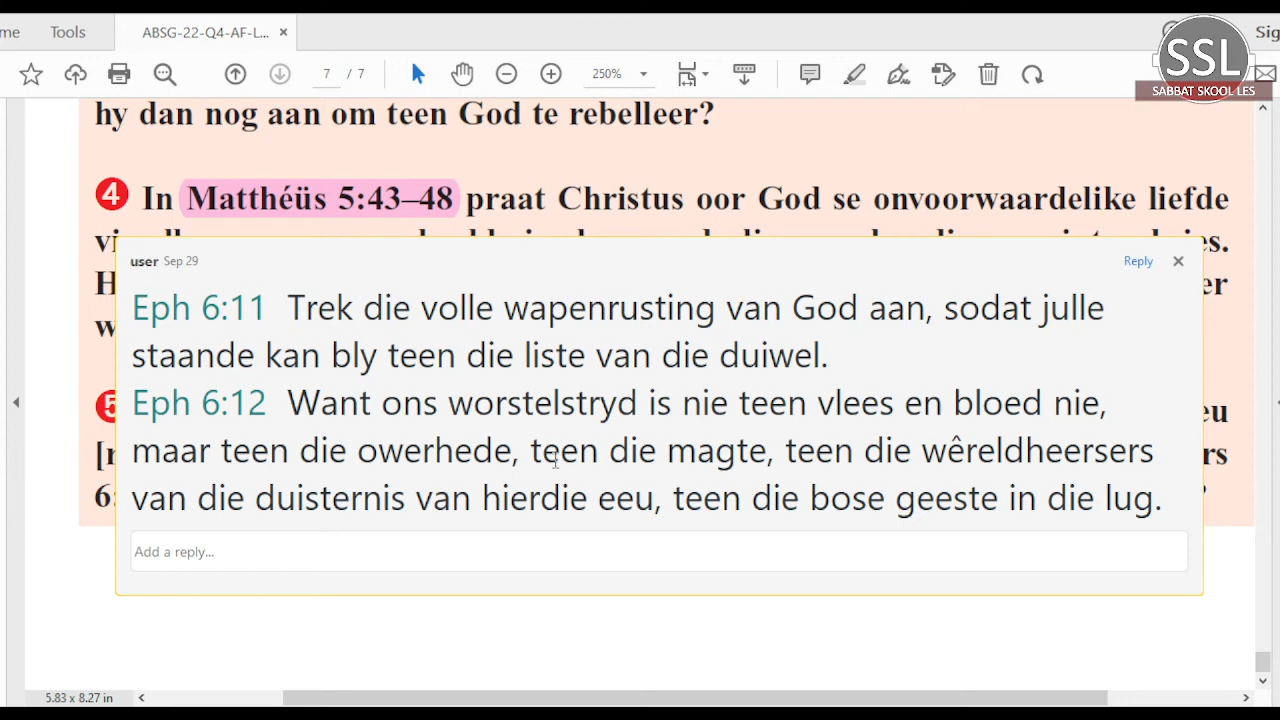 me Tools ABSG-22-Q4-AF-L... × Sig
7 / 7 250%
SSL
SABBAT SKOOL LES
hy dan nog aan om teen God te rebelleer?
4 In Matthéüs 5:43–48 praat Christus oor God se onvoorwaardelike liefde
user Sep 29 Reply
Eph 6:11 Trek die volle wapenrusting van God aan, sodat julle
staande kan bly teen die liste van die duiwel.
Eph 6:12 Want ons worstelstryd is nie teen vlees en bloed nie,
maar teen die owerhede, teen die magte, teen die wêreldheersers
van die duisternis van hierdie eeu, teen die bose geeste in die lug.
Add a reply...
5
5.83 x 8.27 in